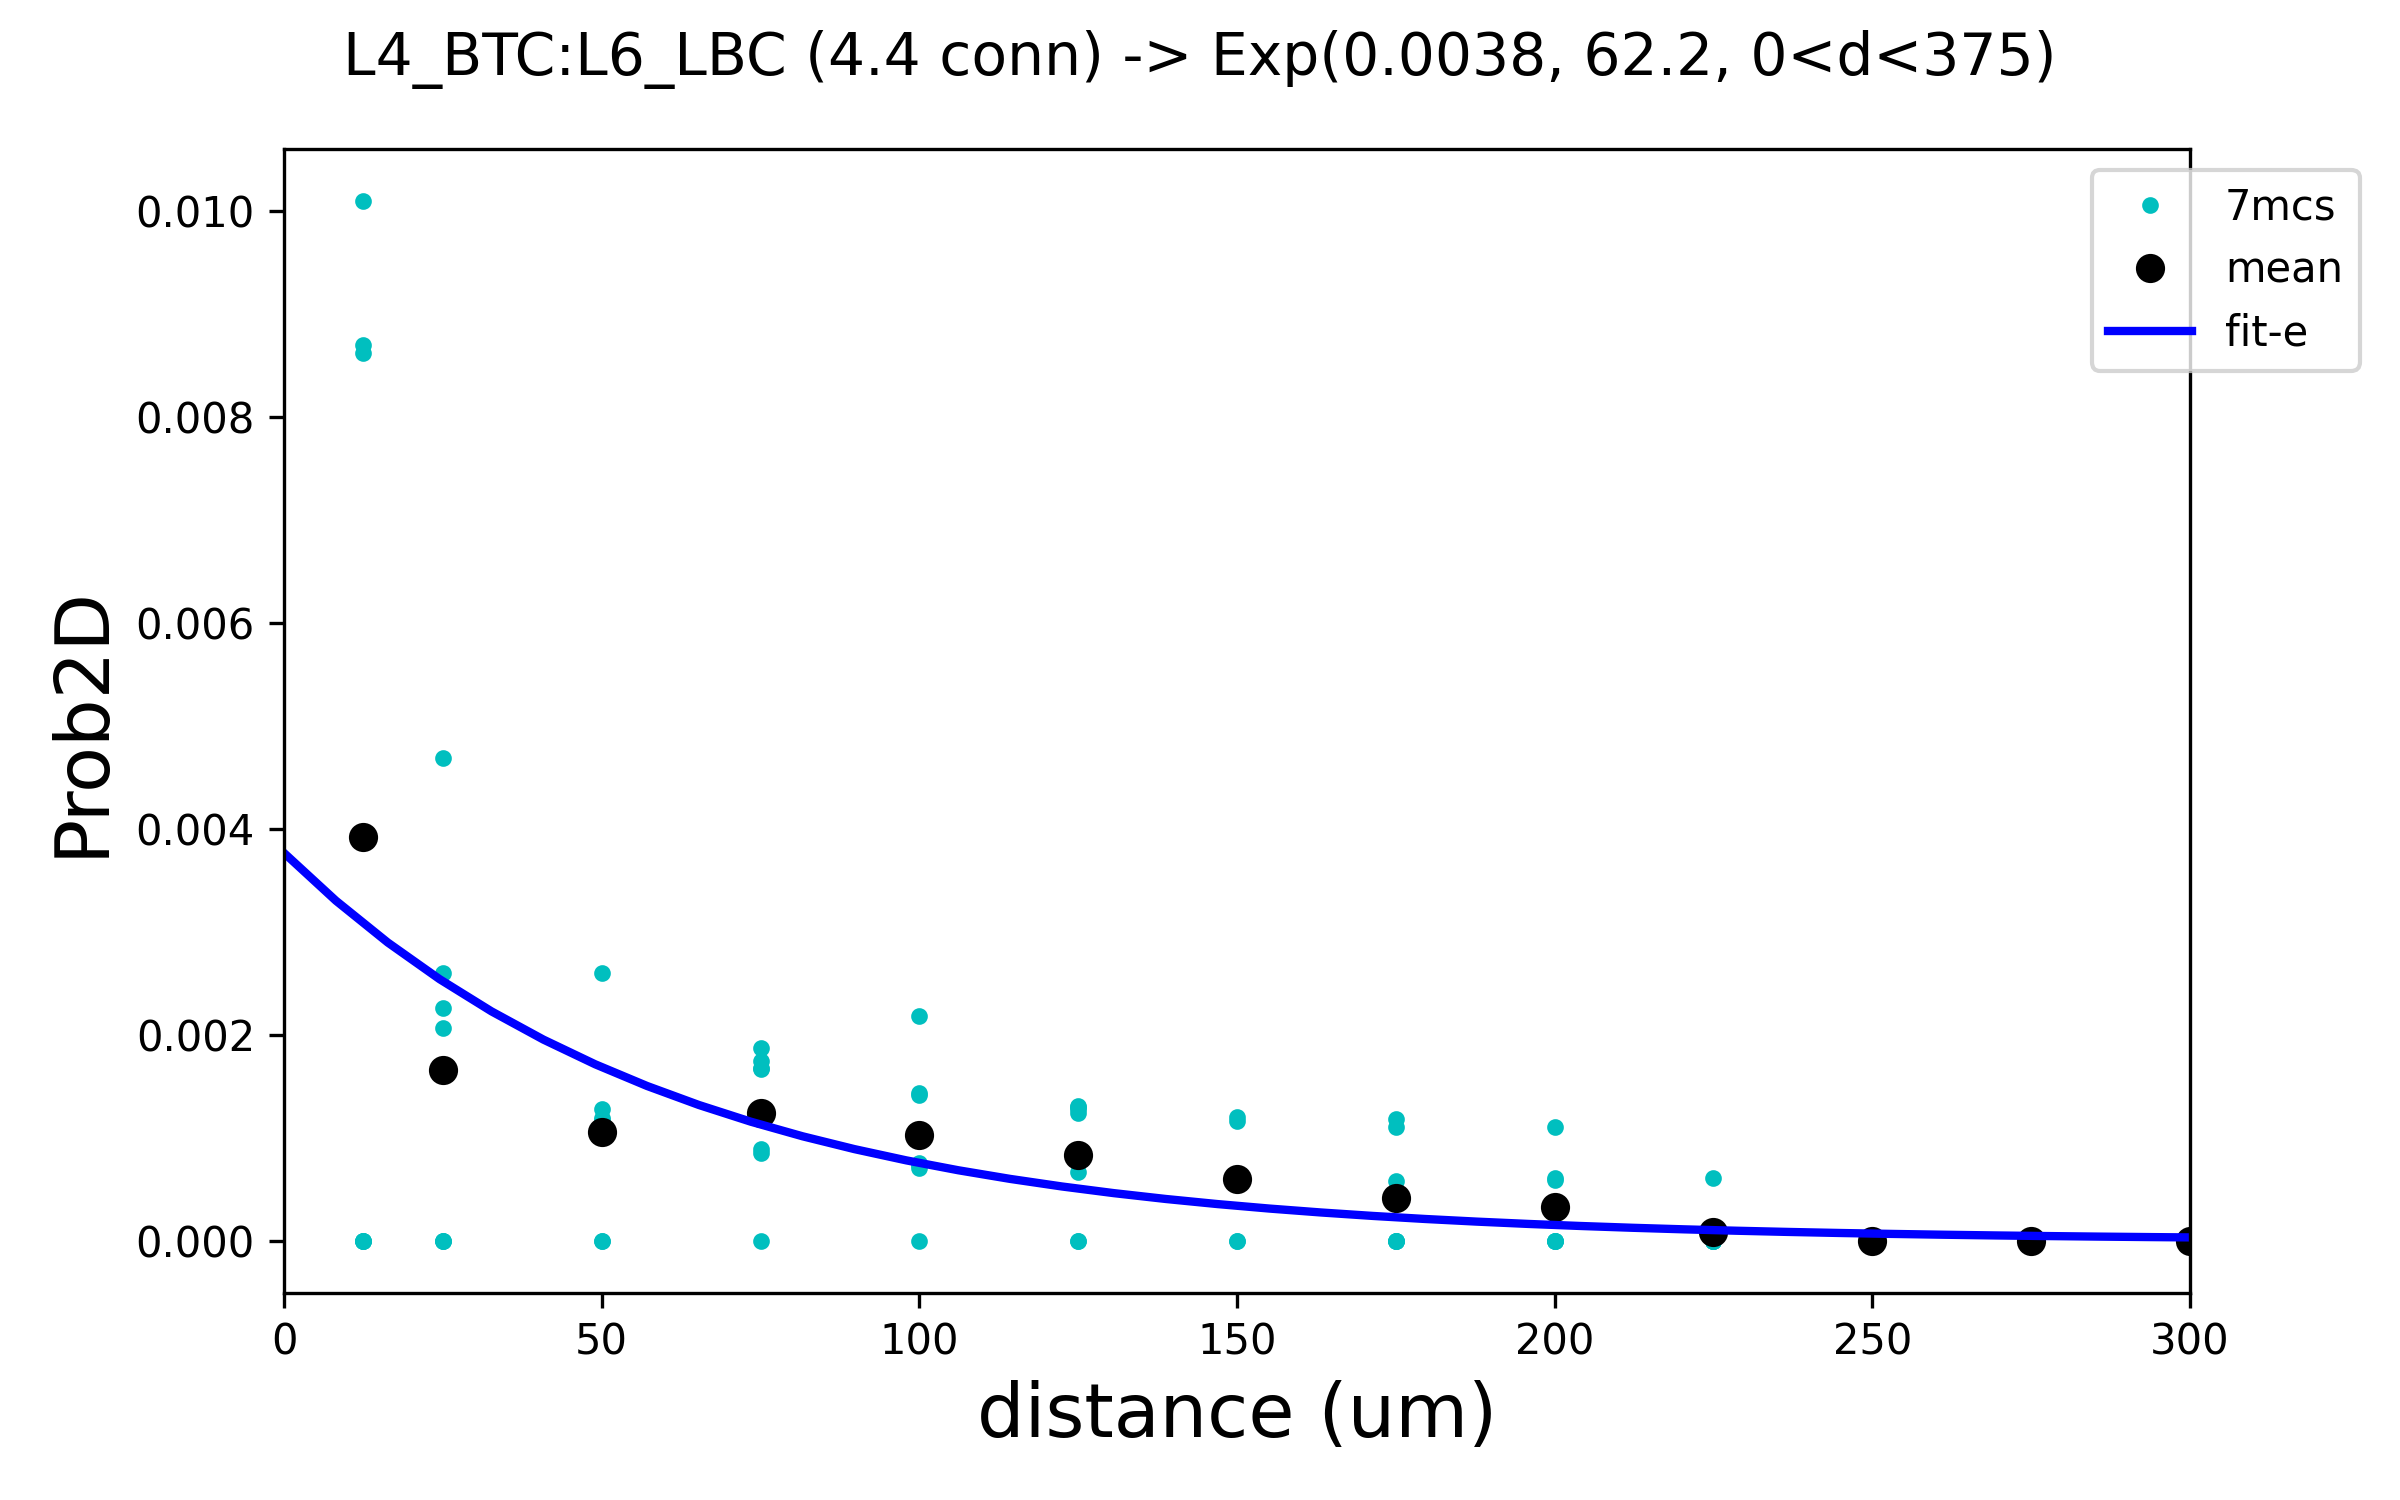 L4_BTC:L6_LBC (4.4 conn) -> Exp(0.0038, 62.2, 0<d<375)
7mcs
mean
fit-e
Prob2D
0.010
0.008
0.006
0.004
0.002
0.000
0 50 100 150 200 250 300
distance (um)